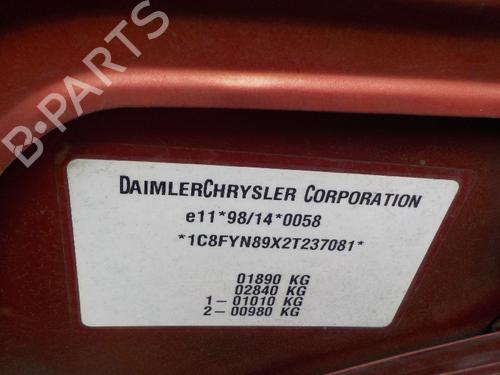 B-PARTS
DAIMLERCHRYSLER CORPORATION
e11*98/14*0058
*1C8FYN89X2T237081*
01890 KG
02840 KG
1-01010 KG
2-00980 KG